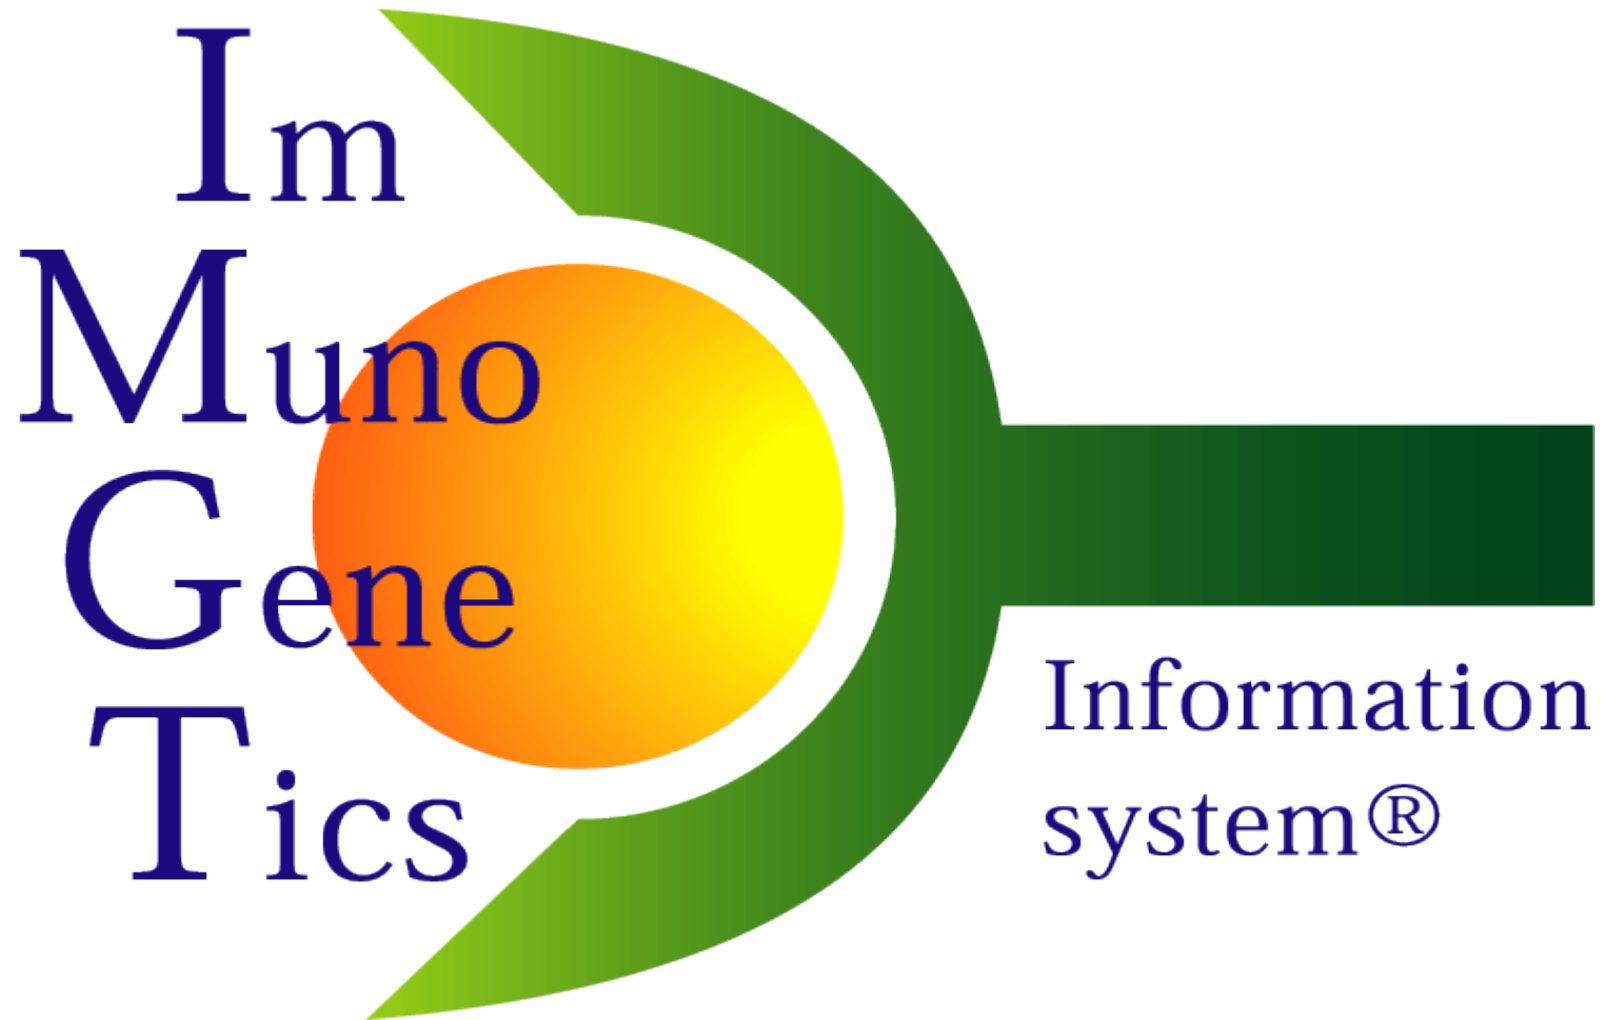 Im
Muno
Gene
Tics
Information
system®